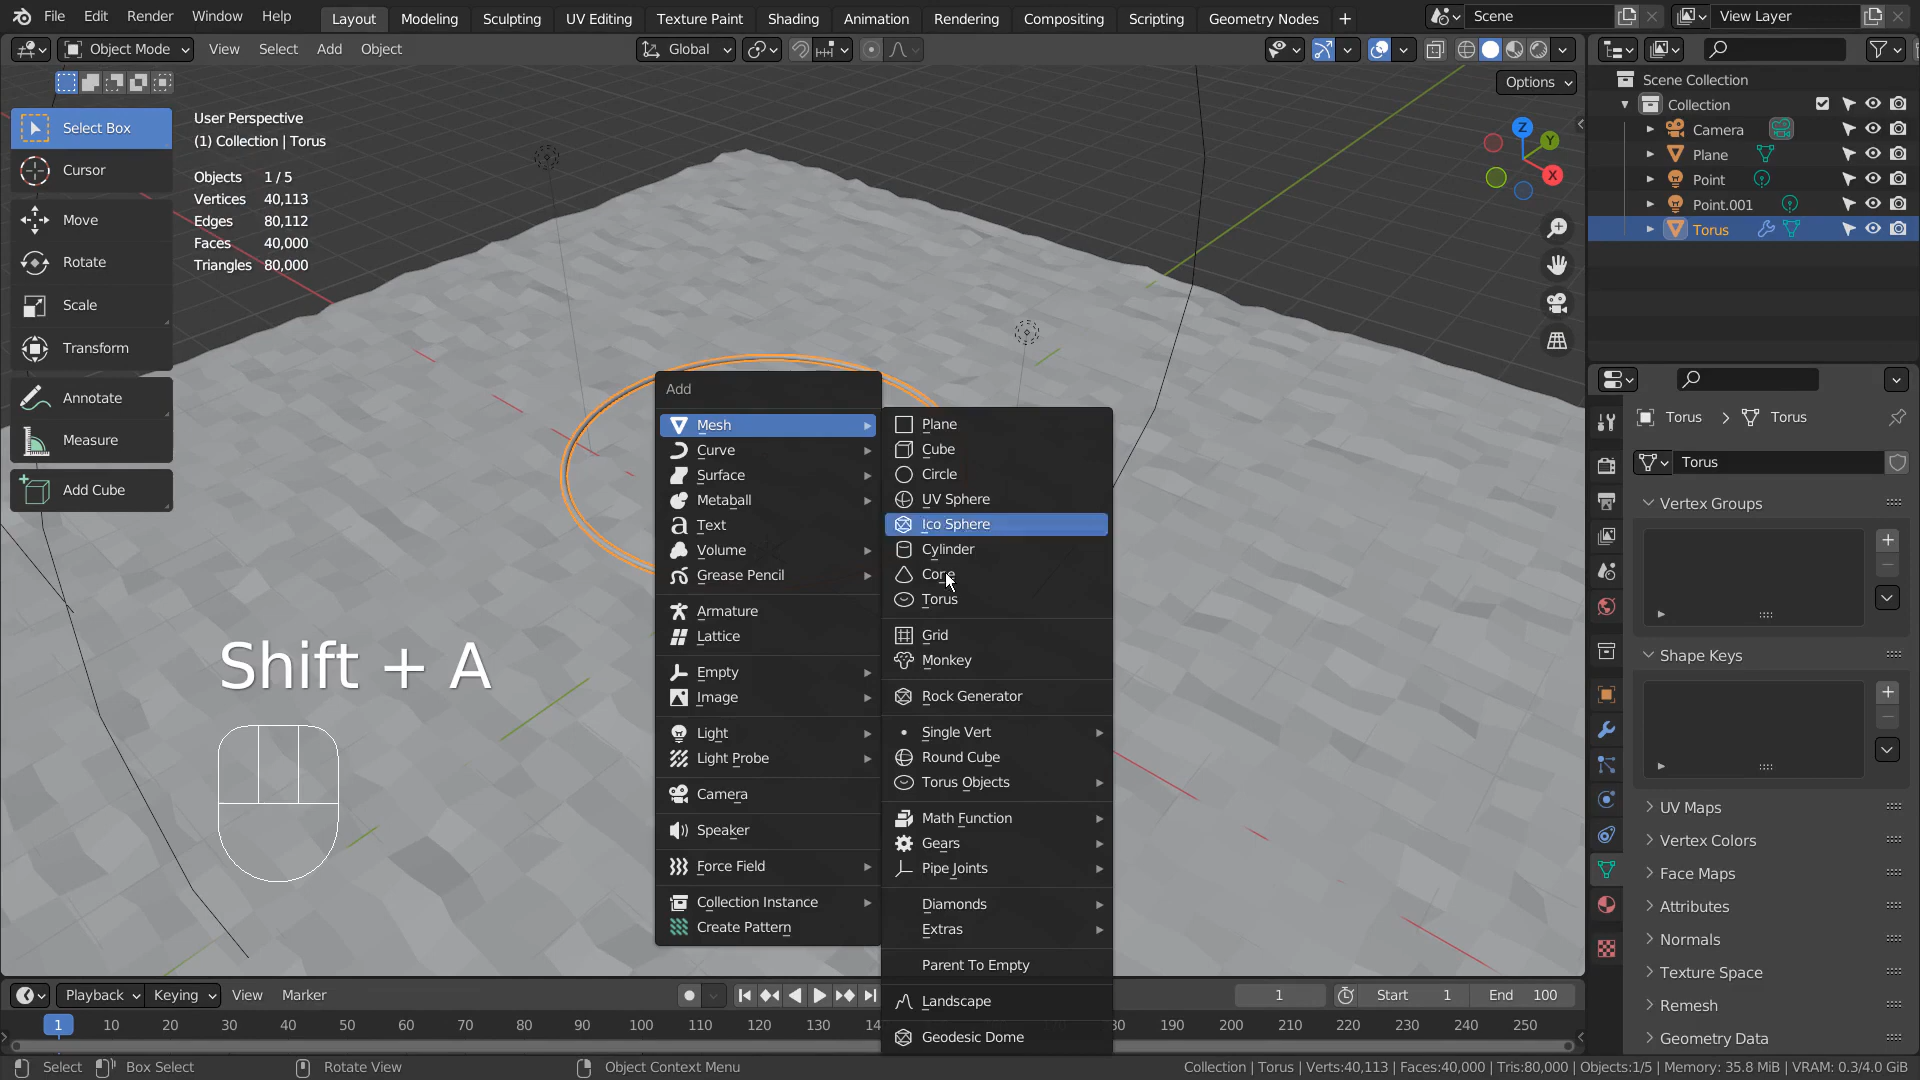 File Edit Render Window Help Layout Modeling Sculpting UV Editing Texture Paint Shading Animation Rendering Compositing Scripting Geometry Nodes + Scene View Layer
Object Mode View Select Add Object Global
Options
Select Box
Cursor
Move
Rotate
Scale
Transform
Annotate
Measure
Add Cube
User Perspective
(1) Collection | Torus
Objects 1 / 5
Vertices 40,113
Edges 80,112
Faces 40,000
Triangles 80,000
Z
Y
X
Shift + A
Add
Mesh
Curve
Surface
Metaball
Text
Volume
Grease Pencil
Armature
Lattice
Empty
Image
Light
Light Probe
Camera
Speaker
Force Field
Collection Instance
Create Pattern
Plane
Cube
Circle
UV Sphere
Ico Sphere
Cylinder
Cone
Torus
Grid
Monkey
Rock Generator
Single Vert
Round Cube
Torus Objects
Math Function
Gears
Pipe Joints
Diamonds
Extras
Parent To Empty
Landscape
Geodesic Dome
Scene Collection
Collection
Camera
Plane
Point
Point.001
Torus
Torus > Torus
Torus
Vertex Groups
Shape Keys
UV Maps
Vertex Colors
Face Maps
Attributes
Normals
Texture Space
Remesh
Geometry Data
Playback Keying View Marker 1 Start 1 End 100
1 10 20 30 40 50 60 70 80 90 100 110 120 130 190 200 210 220 230 240 250
Select Box Select Rotate View Object Context Menu Collection | Torus | Verts:40,113 | Faces:40,000 | Tris:80,000 | Objects:1/5 | Memory: 35.8 MiB | VRAM: 0.3/4.0 GiB